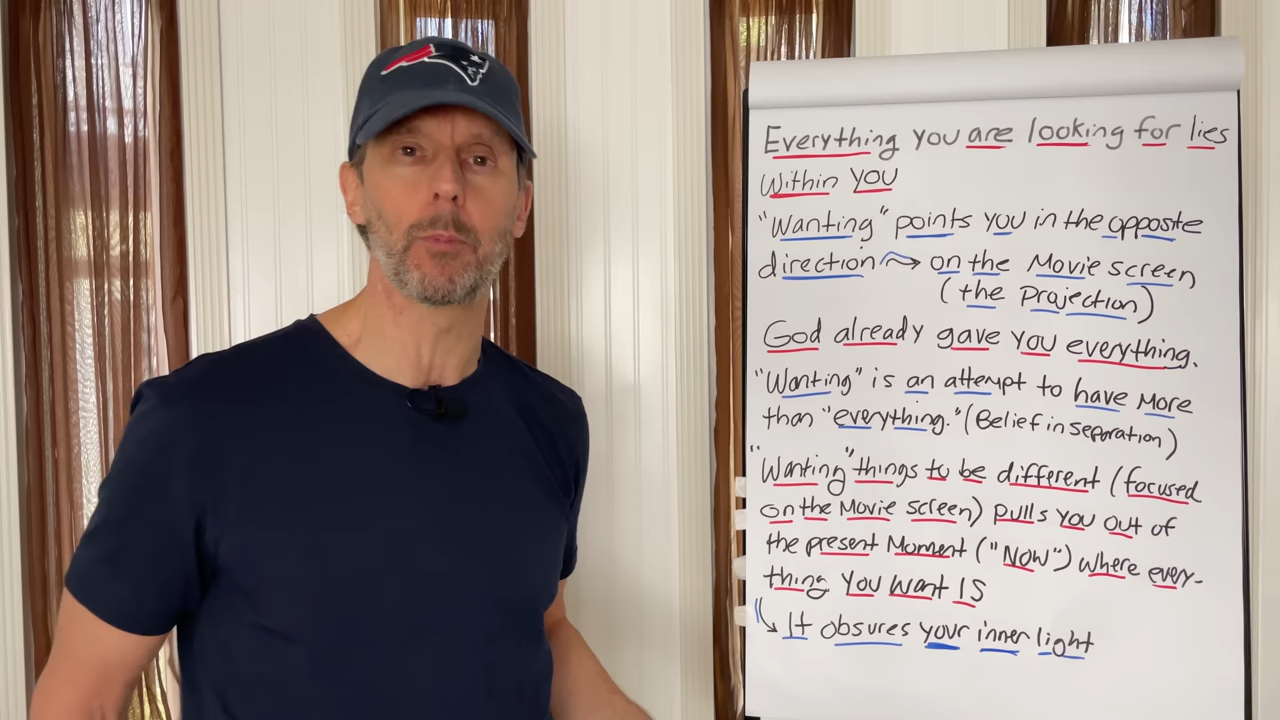 Everything you are looking for lies
Within you
"Wanting" points you in the opposite
direction → on the Movie screen,
(the Projection)
God already gave you everything.
"Wanting" is an attempt to have More
than "everything." (Belief in separation)
"Wanting" things to be different (focused
on the Movie screen) pulls you out of
the present Moment ("Now") where every-
thing you want IS
It obsures your inner light